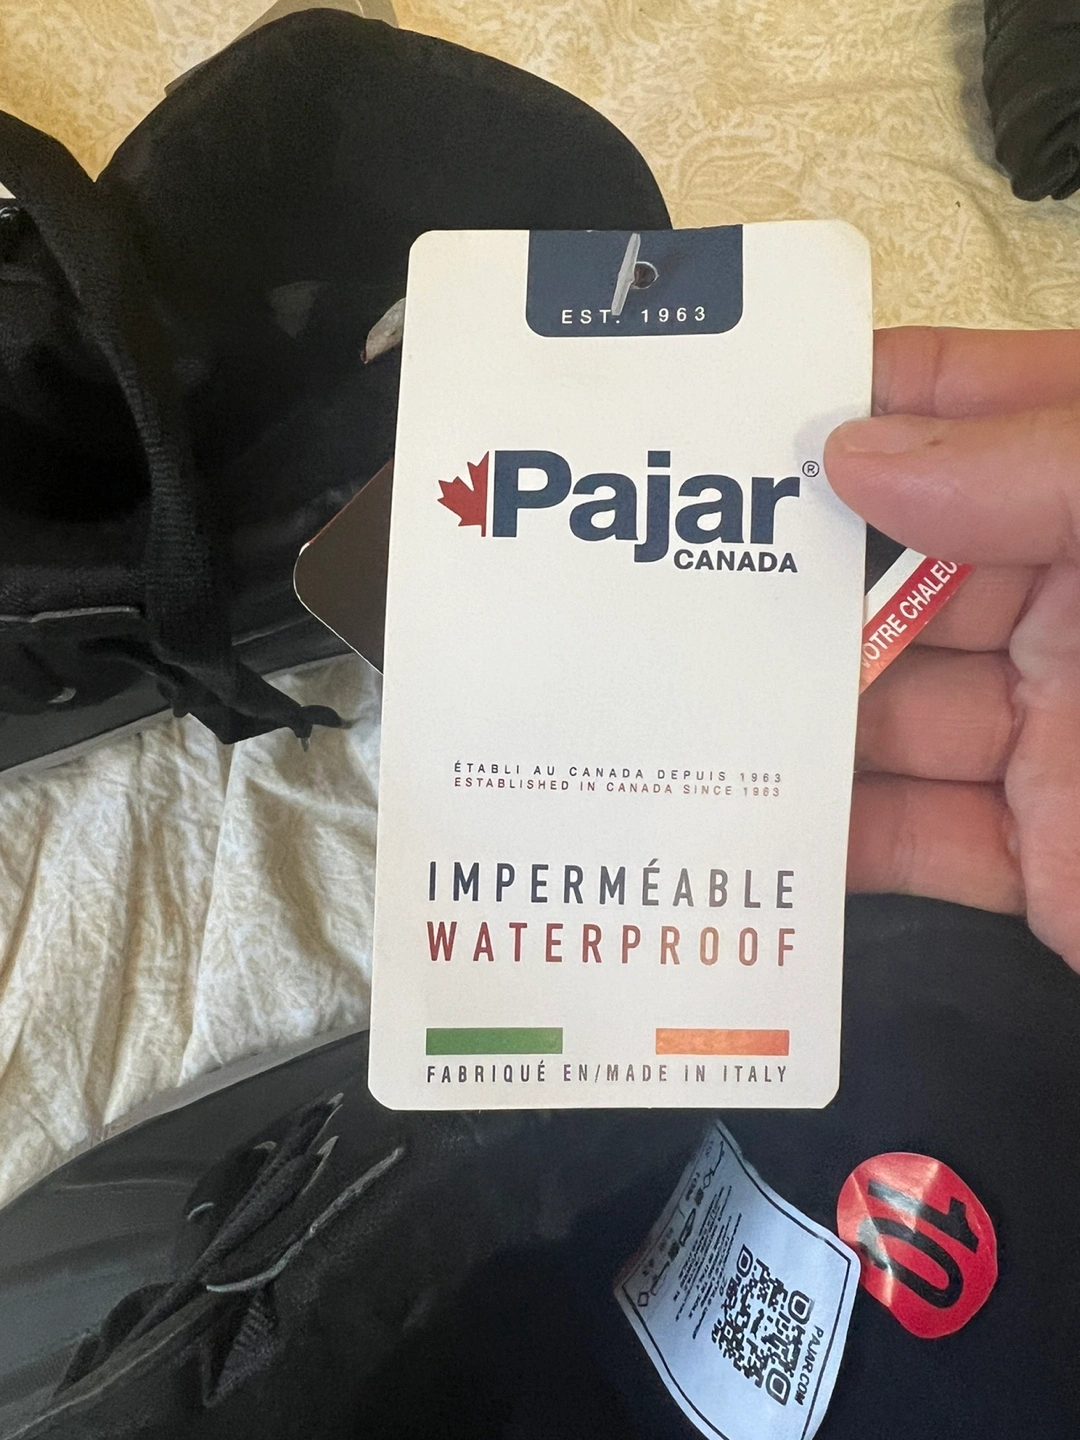 EST. 1963
Pajar®
CANADA
OTRE CHALEU
ÉTABLI AU CANADA DEPUIS 1963
ESTABLISHED IN CANADA SINCE 1963
IMPERMÉABLE
WATERPROOF
FABRIQUÉ EN/MADE IN ITALY
10
PAJAR.COM